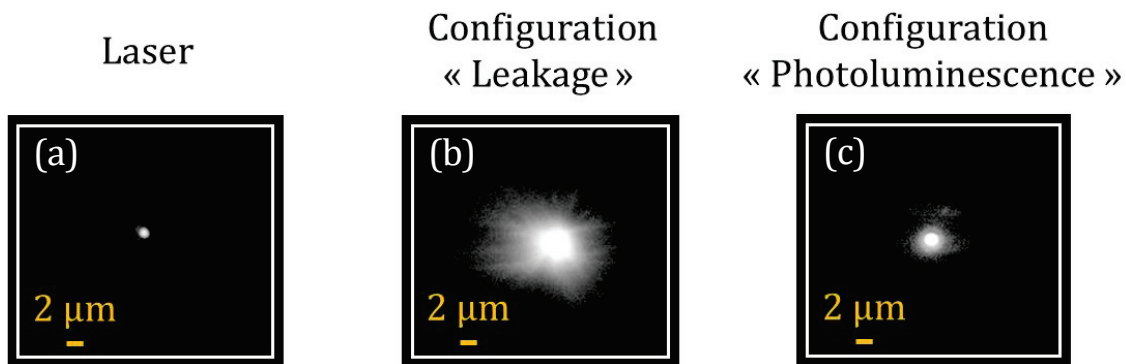 Laser
Configuration
« Leakage »
Configuration
« Photoluminescence »
(a)
(b)
(c)
2 μm
2 μm
2 μm